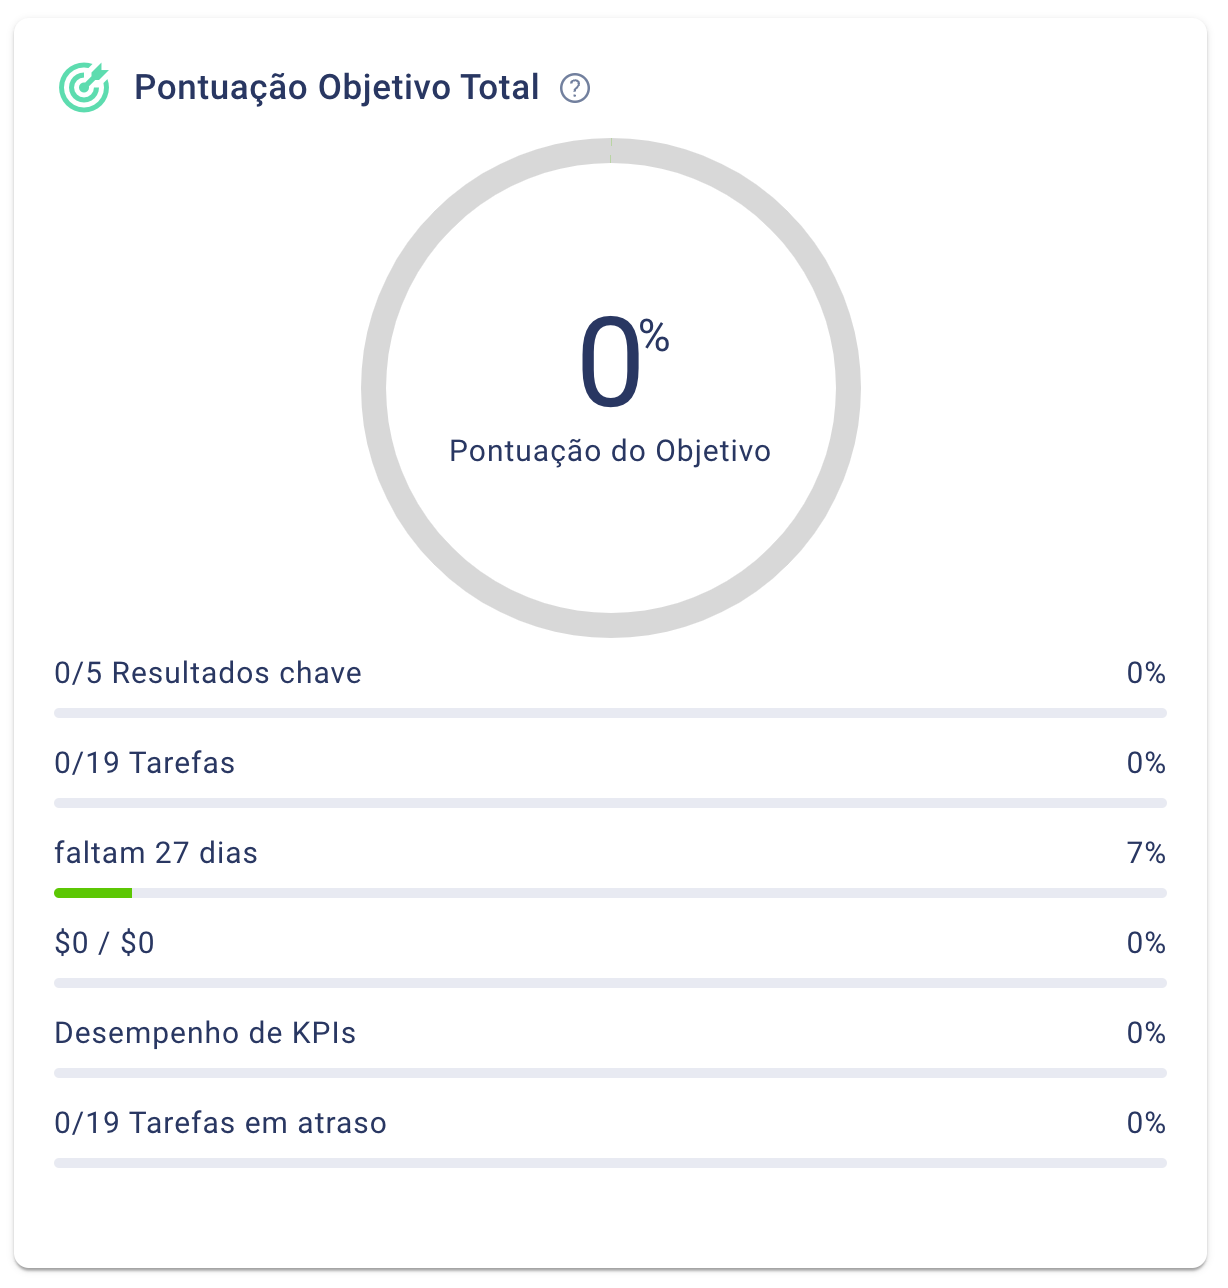 Pontuação Objetivo Total ?
0%
Pontuação do Objetivo
0/5 Resultados chave 0%
0/19 Tarefas 0%
faltam 27 dias 7%
$0 / $0 0%
Desempenho de KPIs 0%
0/19 Tarefas em atraso 0%